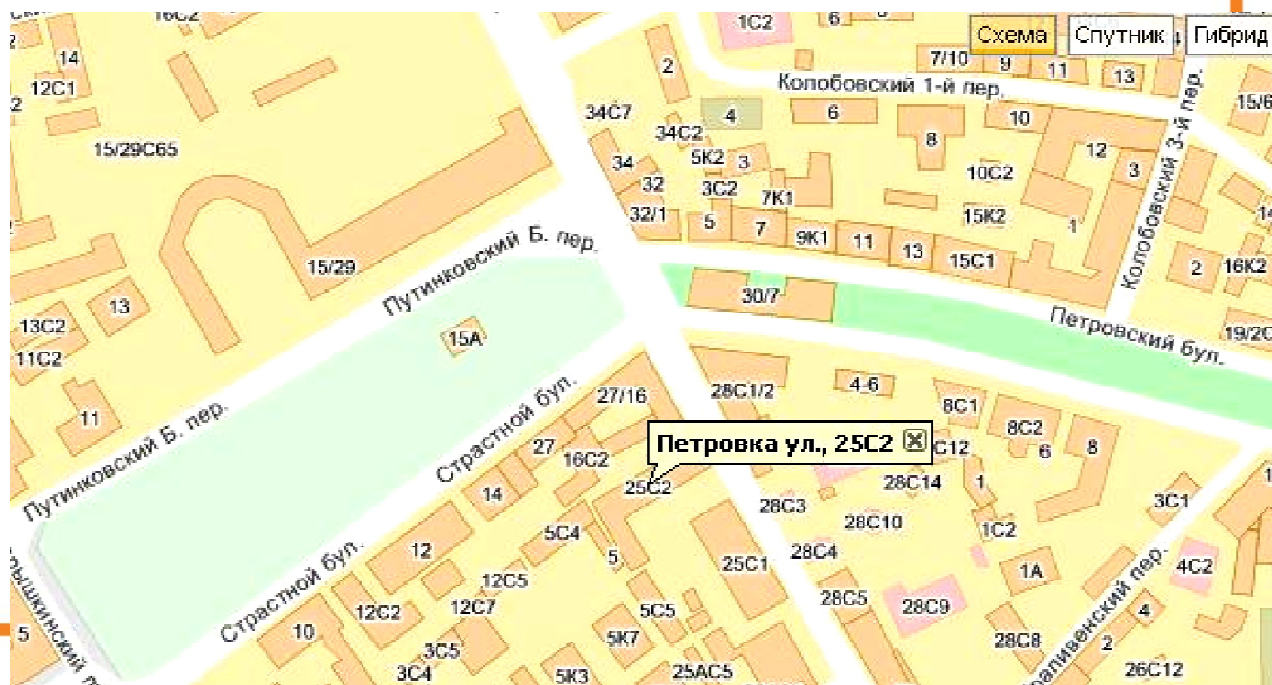 16С2
1С2
6
Схема
Спутник
4
Гибрид
14
2
7/10
9
11
13
12С1
2
Колобовский 1-й пер.
15/6
34С7
4
6
10
34С2
8
15/29С65
5К2
3
12
34
3
32
3С2
7К1
10С2
32/1
5
7
15К2
1
14
9К1
11
13
15С1
Колобовский 3-й пер.
Путинковский Б. пер.
15/29
2
16К2
13
30/7
13С2
15А
Петровский бул.
19/2С
11С2
27/16
28С1/2
4-6
8С1
11
8С2
Путинковский Б. пер.
Страстной бул.
27
Петровка ул., 25С2
С12
6
8
16С2
14
25С2
28С14
1
3С1
28С3
28С10
1С2
5С4
12
5
25С1
28С4
4С2
12С5
1А
Страстной бул.
12С2
12С7
5С5
28С5
28С9
4
5
10
3С5
5К7
28С8
2
3С4
5К3
25АС5
26С12